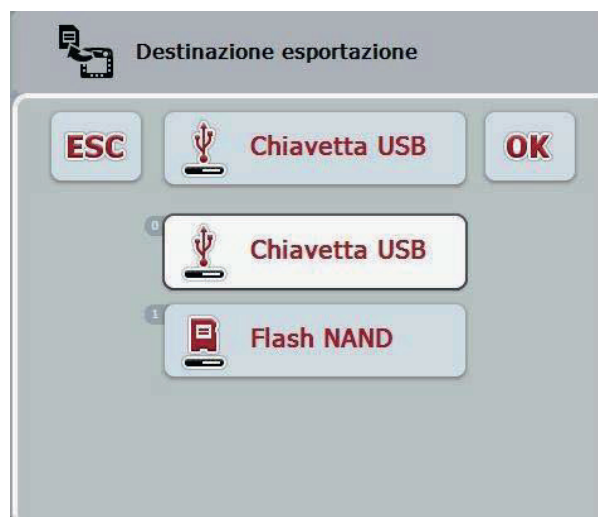 Destinazione esportazione
ESC Chiavetta USB OK
0 Chiavetta USB
1 Flash NAND